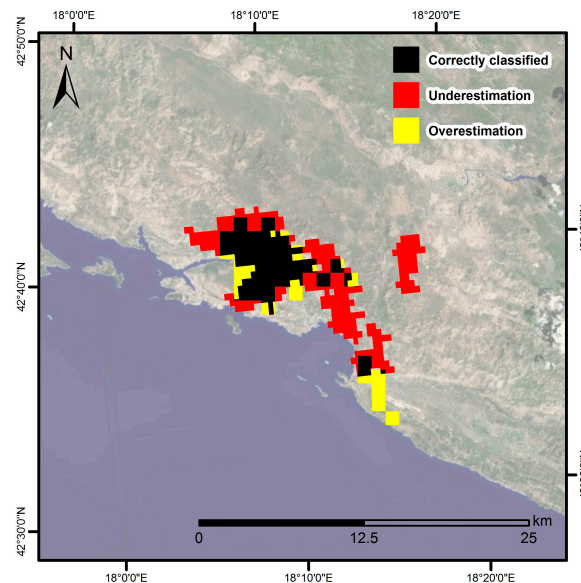 18°0'0"E 18°10'0"E 18°20'0"E
42°50'0"N
N
Correctly classified
Underestimation
Overestimation
42°40'0"N
42°30'0"N
km
0 12.5 25
18°0'0"E 18°10'0"E 18°20'0"E